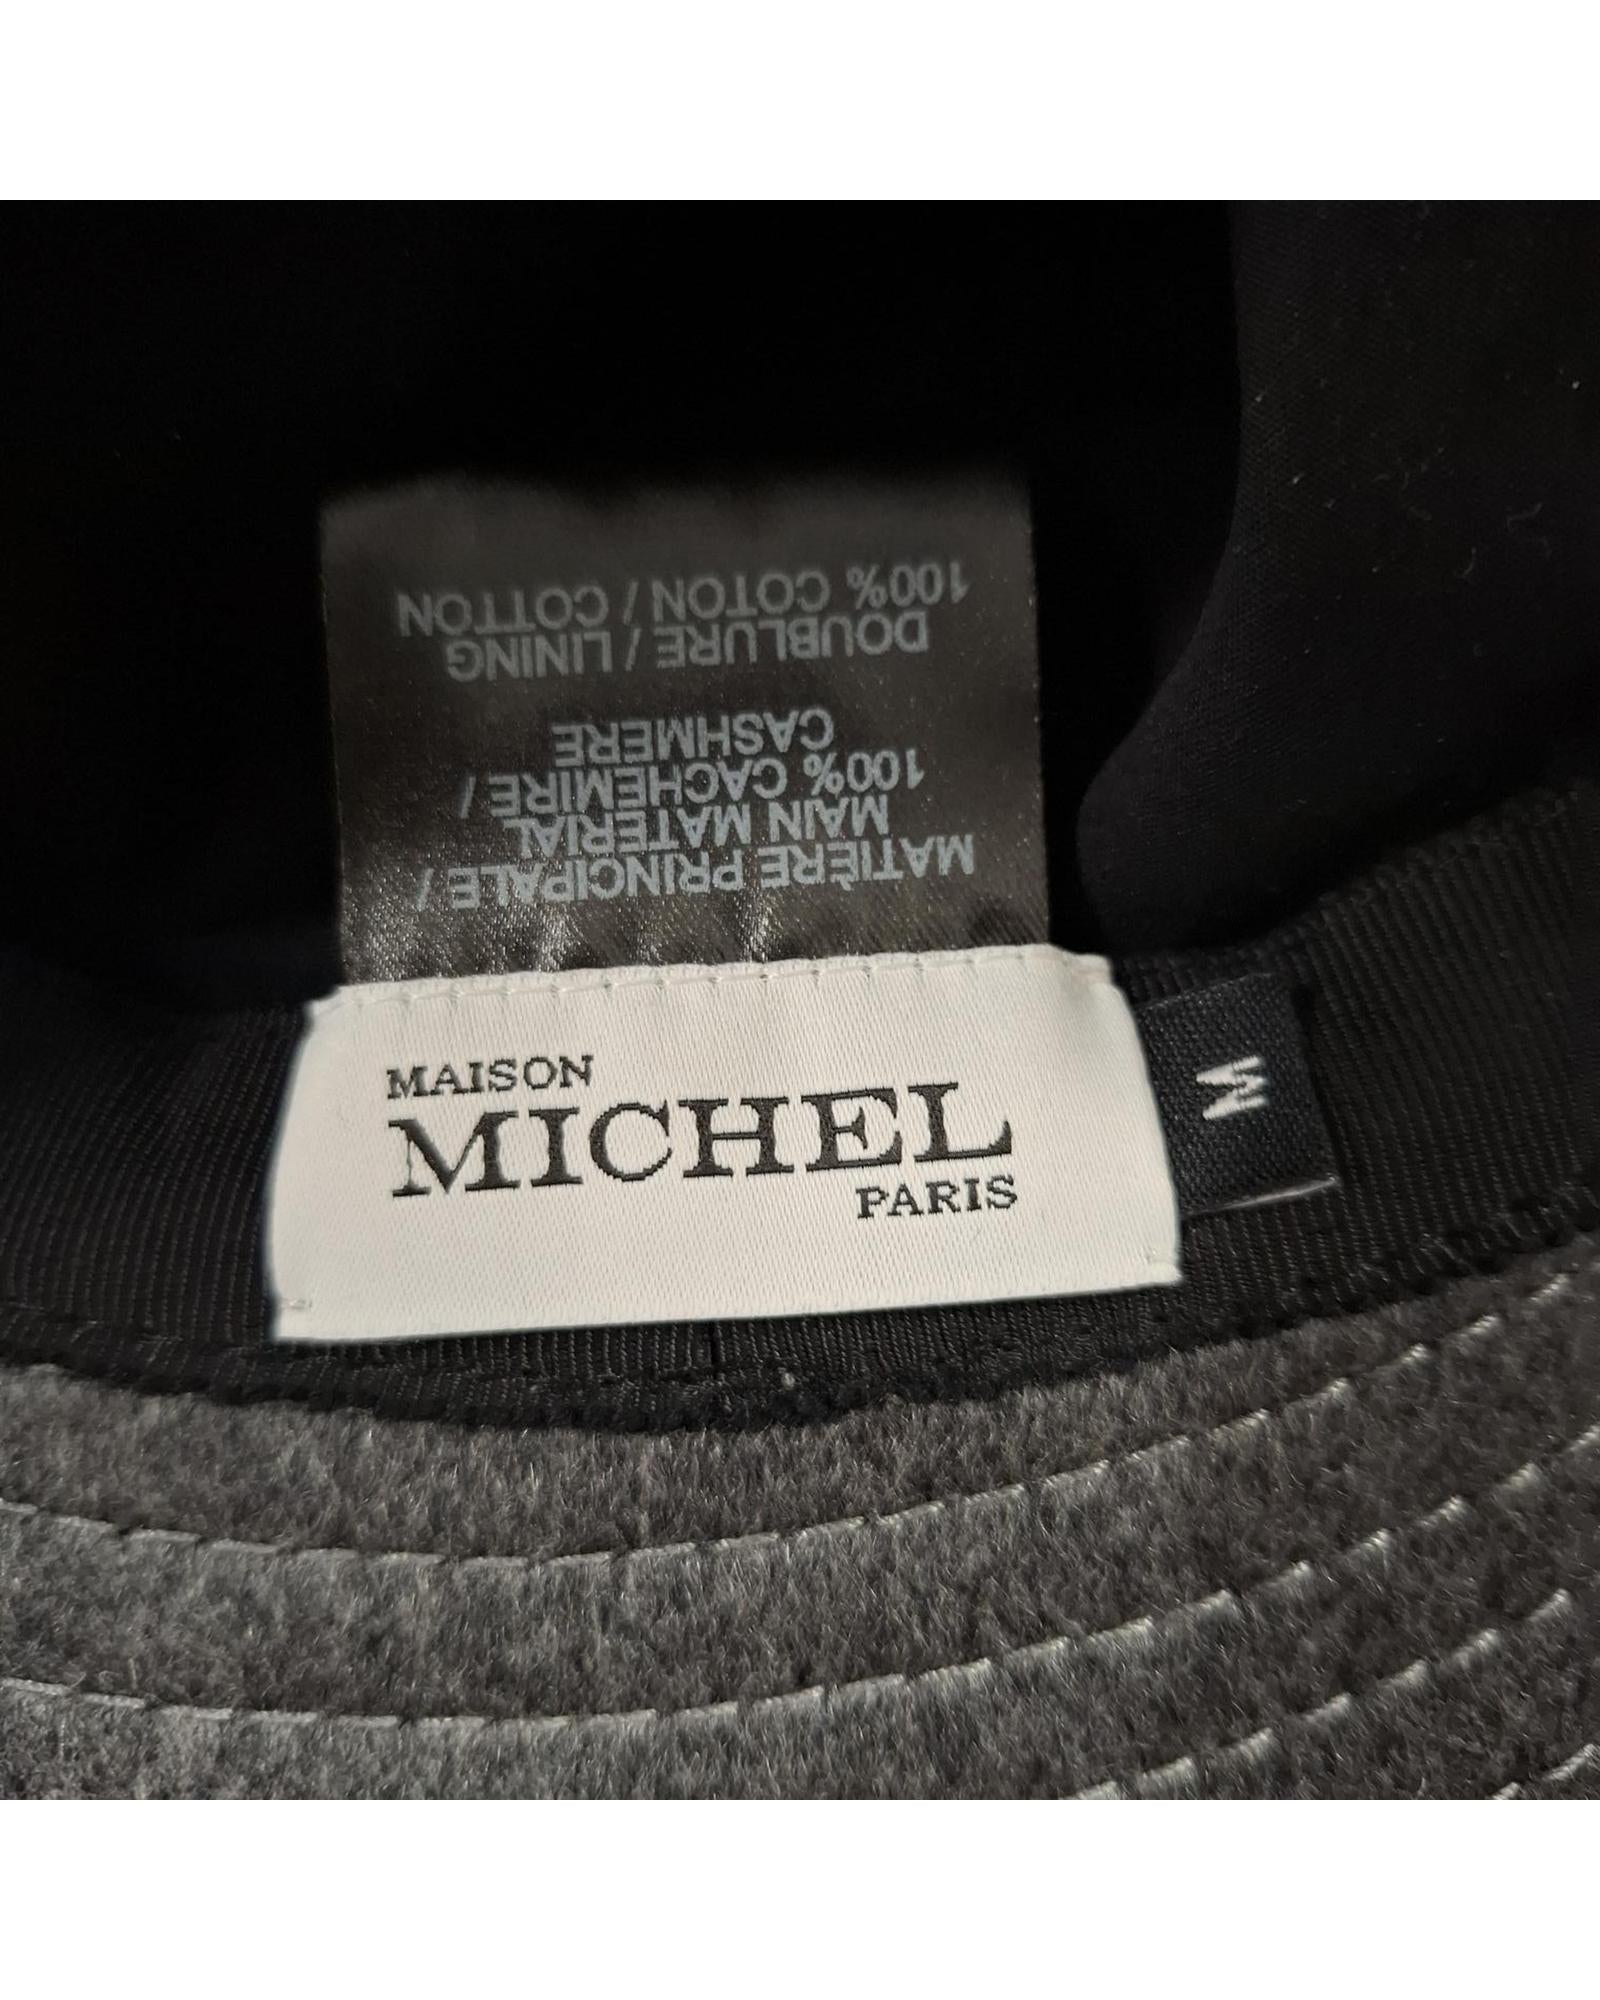 MATIÈRE PRINCIPALE /
MAIN MATERIAL
100% CACHEMIRE /
CASHMERE
DOUBLURE / LINING
100% COTON / COTTON
MAISON
MICHEL
PARIS
M